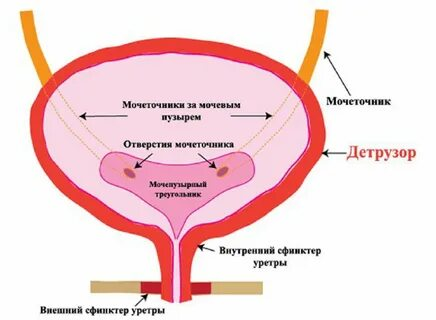 Мочеточники за мочевым
пузырем
Мочеточник
Отверстия мочеточника
Детрузор
Мочепузырный
треугольник
Внутренний сфинктер
уретры
Внешний сфинктер уретры